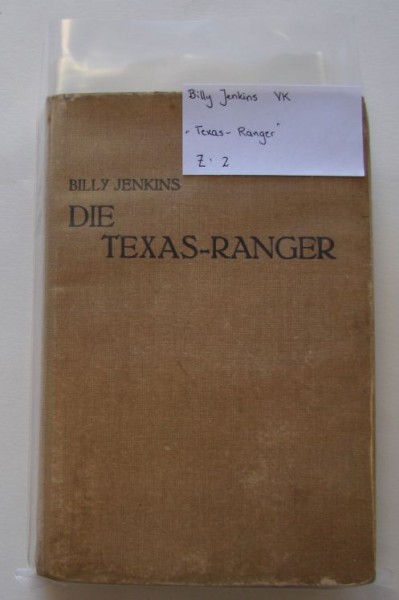 Billy Jenkins VK
"Texas-Ranger"
Z. 2
BILLY JENKINS
DIE
TEXAS-RANGER